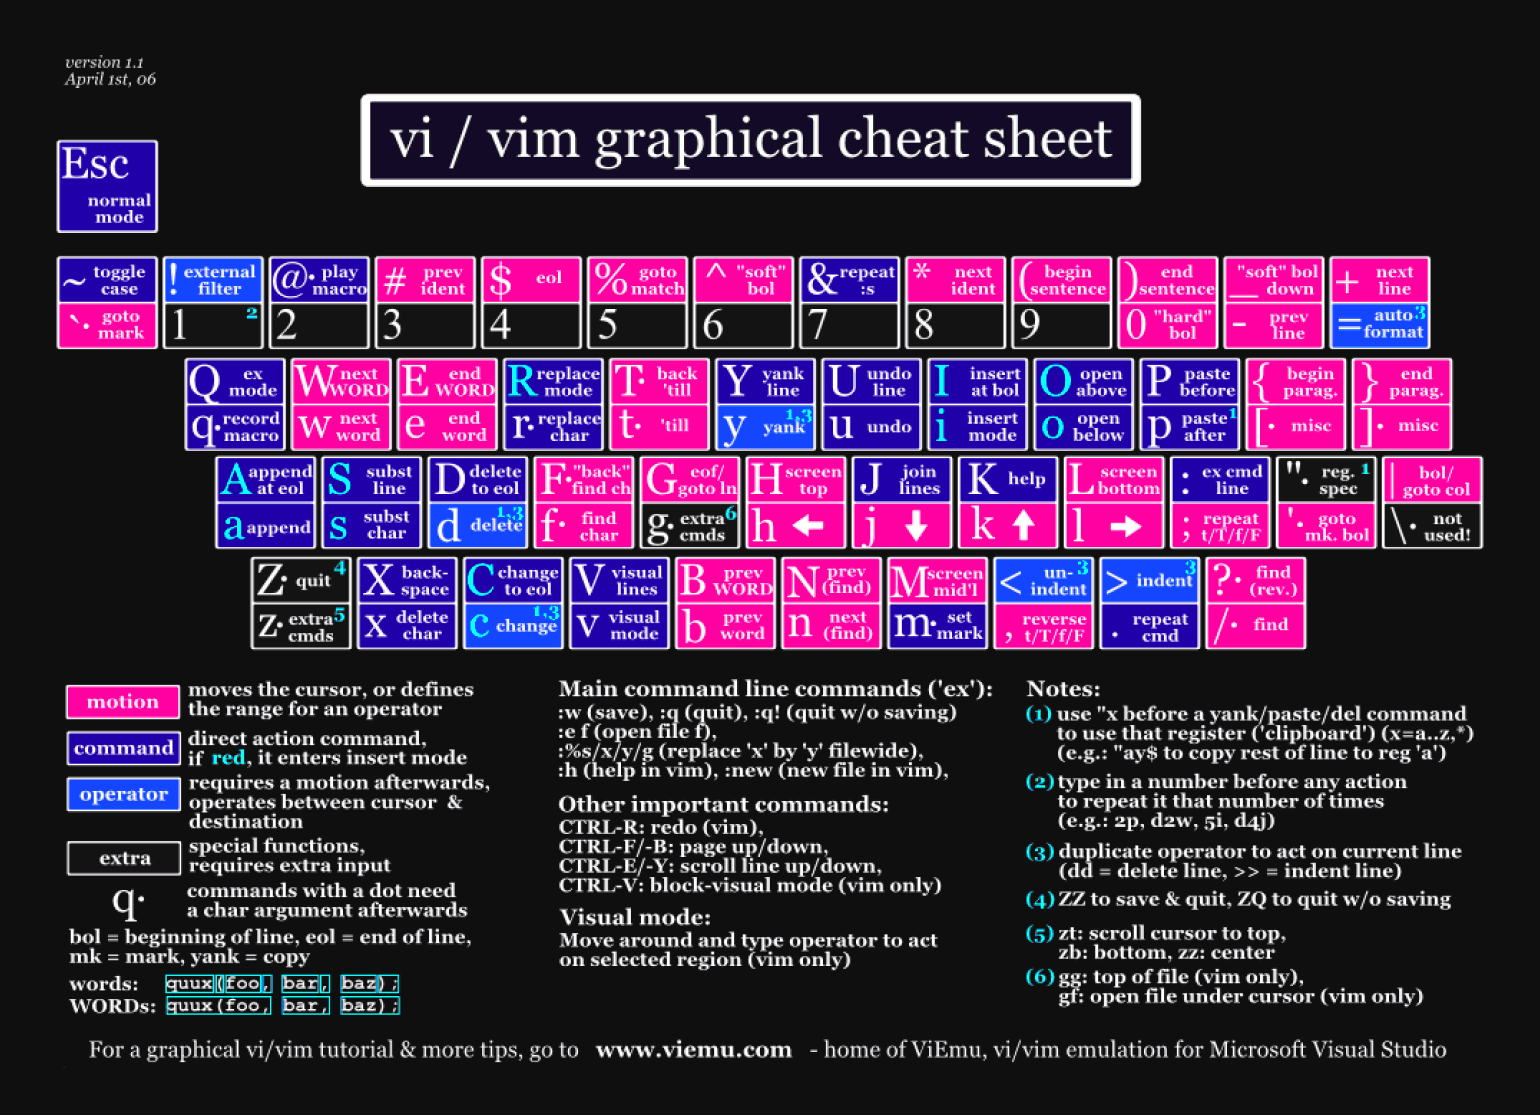 version 1.1
April 1st, 06
vi / vim graphical cheat sheet
Esc
normal
mode
~ toggle case
! external filter
@· play macro
# prev ident
$ eol
% goto match
^ "soft" bol
& repeat :s
* next ident
( begin sentence
) end sentence
_ "soft" bol down
+ next line
`· goto mark
1 2
2
3
4
5
6
7
8
9
0 "hard" bol
- prev line
= auto 3 format
Q ex mode
W next WORD
E end WORD
R replace mode
T· back 'till
Y yank line
U undo line
I insert at bol
O open above
P paste before
{ begin parag.
} end parag.
q· record macro
w next word
e end word
r· replace char
t· 'till
y yank 1,3
u undo
i insert mode
o open below
p paste 1 after
[· misc
]· misc
A append at eol
S subst line
D delete to eol
F· "back" find ch
G eof/ goto ln
H screen top
J join lines
K help
L screen bottom
: ex cmd line
"· reg. 1 spec
| bol/ goto col
a append
s subst char
d delete 1,3
f· find char
g· extra 6 cmds
h ←
j ↓
k ↑
l →
; repeat t/T/f/F
'· goto mk. bol
\· not used!
Z· quit 4
X back- space
C change to eol
V visual lines
B prev WORD
N prev (find)
M screen mid'l
< un- 3 indent
> indent 3
?· find (rev.)
z· extra 5 cmds
x delete char
c change 1,3
v visual mode
b prev word
n next (find)
m· set mark
, reverse t/T/f/F
. repeat cmd
/· find
motion
moves the cursor, or defines
the range for an operator
command
direct action command,
if red, it enters insert mode
operator
requires a motion afterwards,
operates between cursor &
destination
extra
special functions,
requires extra input
q·
commands with a dot need
a char argument afterwards
bol = beginning of line, eol = end of line,
mk = mark, yank = copy
words: quux(foo, bar, baz);
WORDs: quux(foo, bar, baz);
Main command line commands ('ex'):
:w (save), :q (quit), :q! (quit w/o saving)
:e f (open file f),
:%s/x/y/g (replace 'x' by 'y' filewide),
:h (help in vim), :new (new file in vim),
Other important commands:
CTRL-R: redo (vim),
CTRL-F/-B: page up/down,
CTRL-E/-Y: scroll line up/down,
CTRL-V: block-visual mode (vim only)
Visual mode:
Move around and type operator to act
on selected region (vim only)
Notes:
(1) use "x before a yank/paste/del command
to use that register ('clipboard') (x=a..z,*)
(e.g.: "ay$ to copy rest of line to reg 'a')
(2) type in a number before any action
to repeat it that number of times
(e.g.: 2p, d2w, 5i, d4j)
(3) duplicate operator to act on current line
(dd = delete line, >> = indent line)
(4) ZZ to save & quit, ZQ to quit w/o saving
(5) zt: scroll cursor to top,
zb: bottom, zz: center
(6) gg: top of file (vim only),
gf: open file under cursor (vim only)
For a graphical vi/vim tutorial & more tips, go to www.viemu.com - home of ViEmu, vi/vim emulation for Microsoft Visual Studio